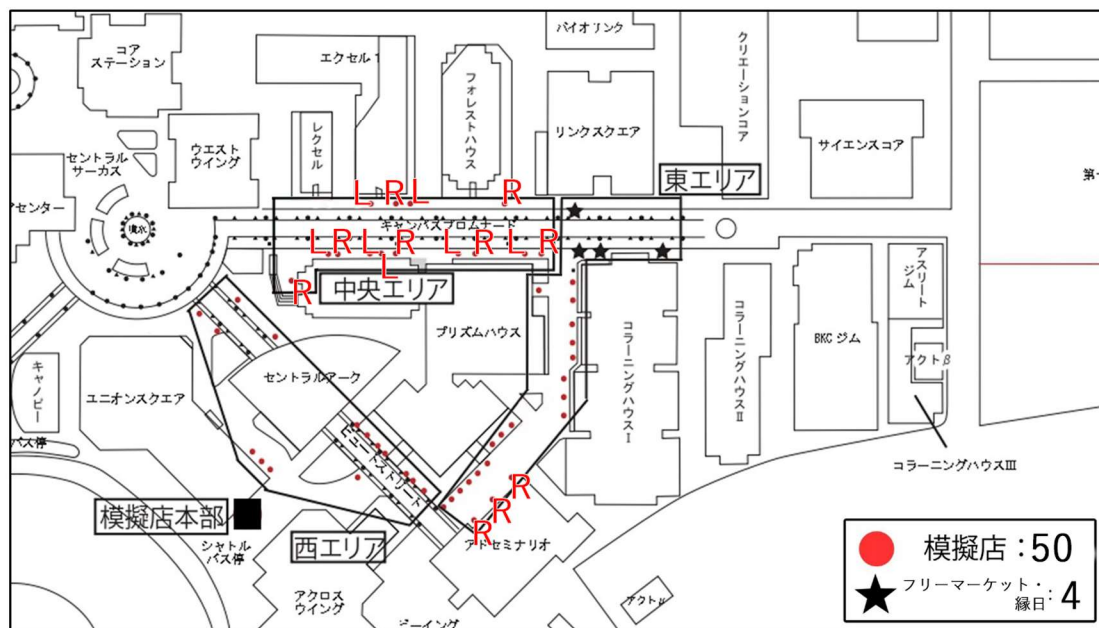 コア
ステーション
エクセル1
バイオリンク
クリエーションコア
フォレストハウス
レクセル
ウエスト
ウイング
リンクスクエア
サイエンスコア
セントラル
サーカス
東エリア
第一
アセンター
噴水
L R L R
キャンパスプロムナード
L R L R L R L R
L
R
中央エリア
プリズムハウス
アスリート
ジム
コラーニングハウスⅠ
コラーニングハウスⅡ
BKC ジム
アクトβ
キャノピー
ユニオンスクエア
セントラルアーク
バス停
コラーニングハウスⅢ
R
R
R
模擬店本部
シャトル
バス停
西エリア
アドセミナリオ
アクロス
ウイング
アクトμ
模擬店:50
フリーマーケット・
縁日:4